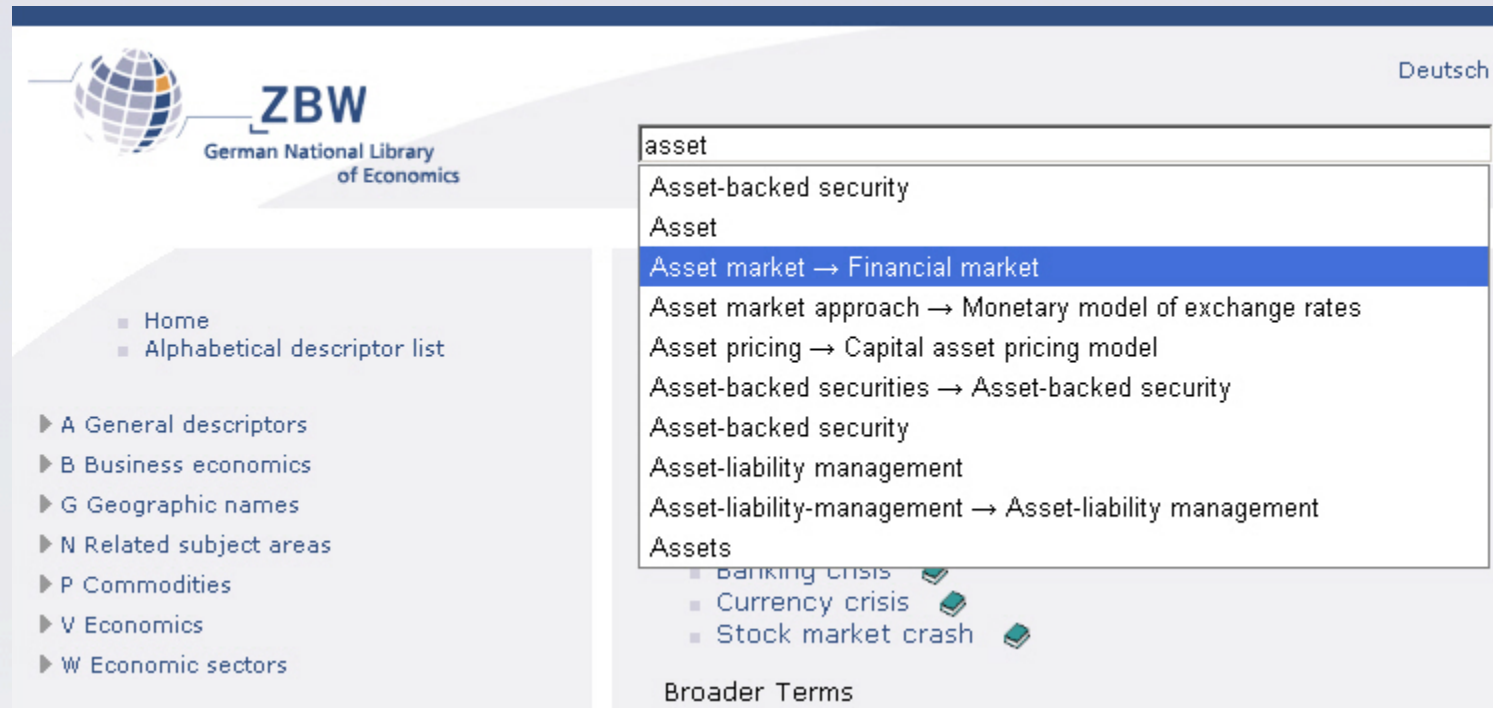 Deutsch
ZBW
German National Library
of Economics
asset
Asset-backed security
Asset
Asset market → Financial market
Asset market approach → Monetary model of exchange rates
Asset pricing → Capital asset pricing model
Asset-backed securities → Asset-backed security
Asset-backed security
Asset-liability management
Asset-liability-management → Asset-liability management
Assets
Home
Alphabetical descriptor list
A General descriptors
B Business economics
G Geographic names
N Related subject areas
P Commodities
V Economics
W Economic sectors
Banking crisis
Currency crisis
Stock market crash
Broader Terms